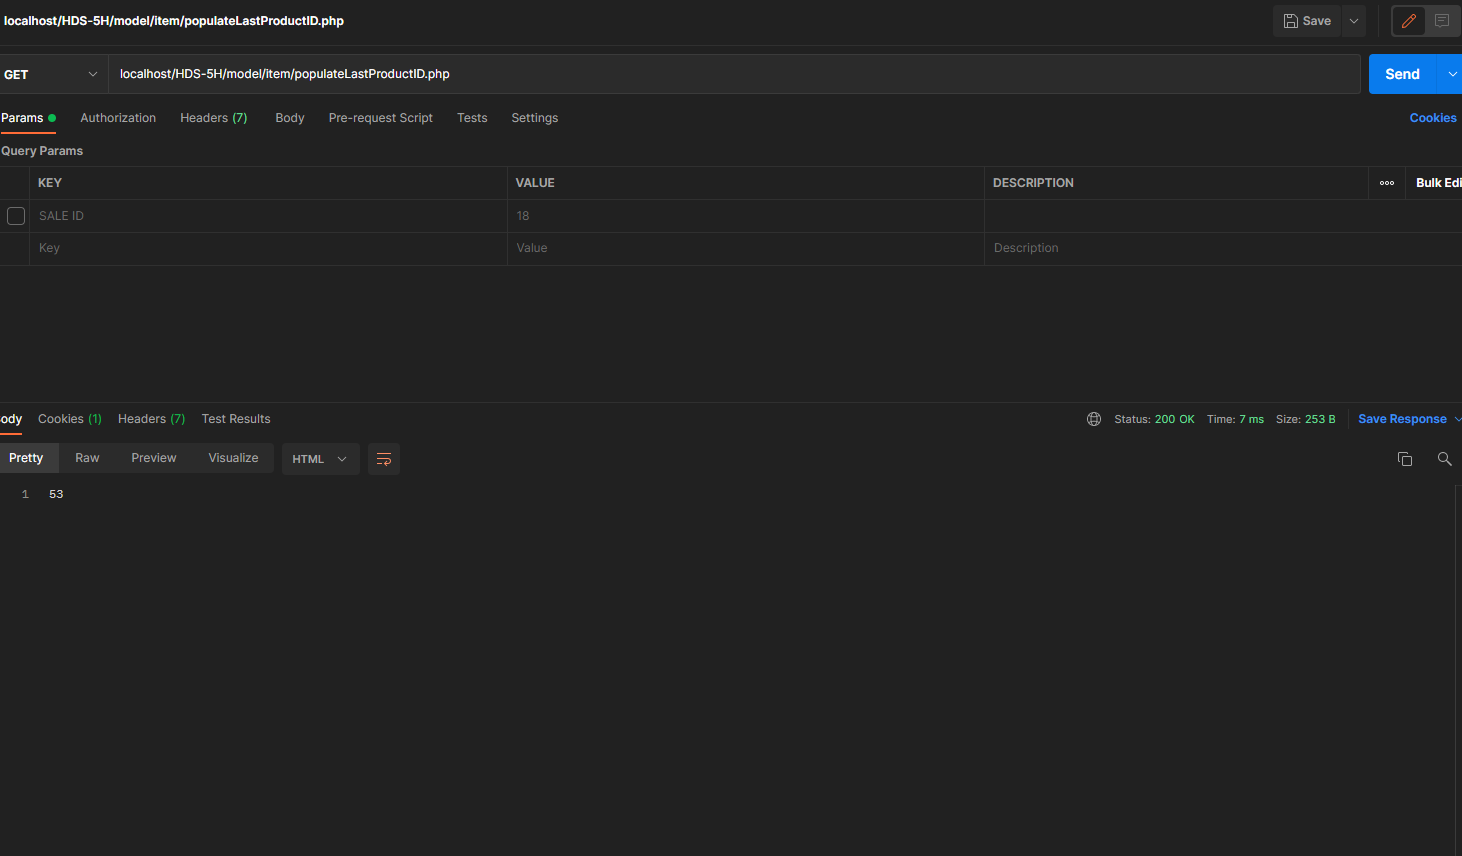 localhost/HDS-5H/model/item/populateLastProductID.php Save
GET localhost/HDS-5H/model/item/populateLastProductID.php Send
Params Authorization Headers (7) Body Pre-request Script Tests Settings Cookies
Query Params
KEY VALUE DESCRIPTION Bulk Edi
SALE ID 18
Key Value Description
ody Cookies (1) Headers (7) Test Results Status: 200 OK Time: 7 ms Size: 253 B Save Response
Pretty Raw Preview Visualize HTML
1 53